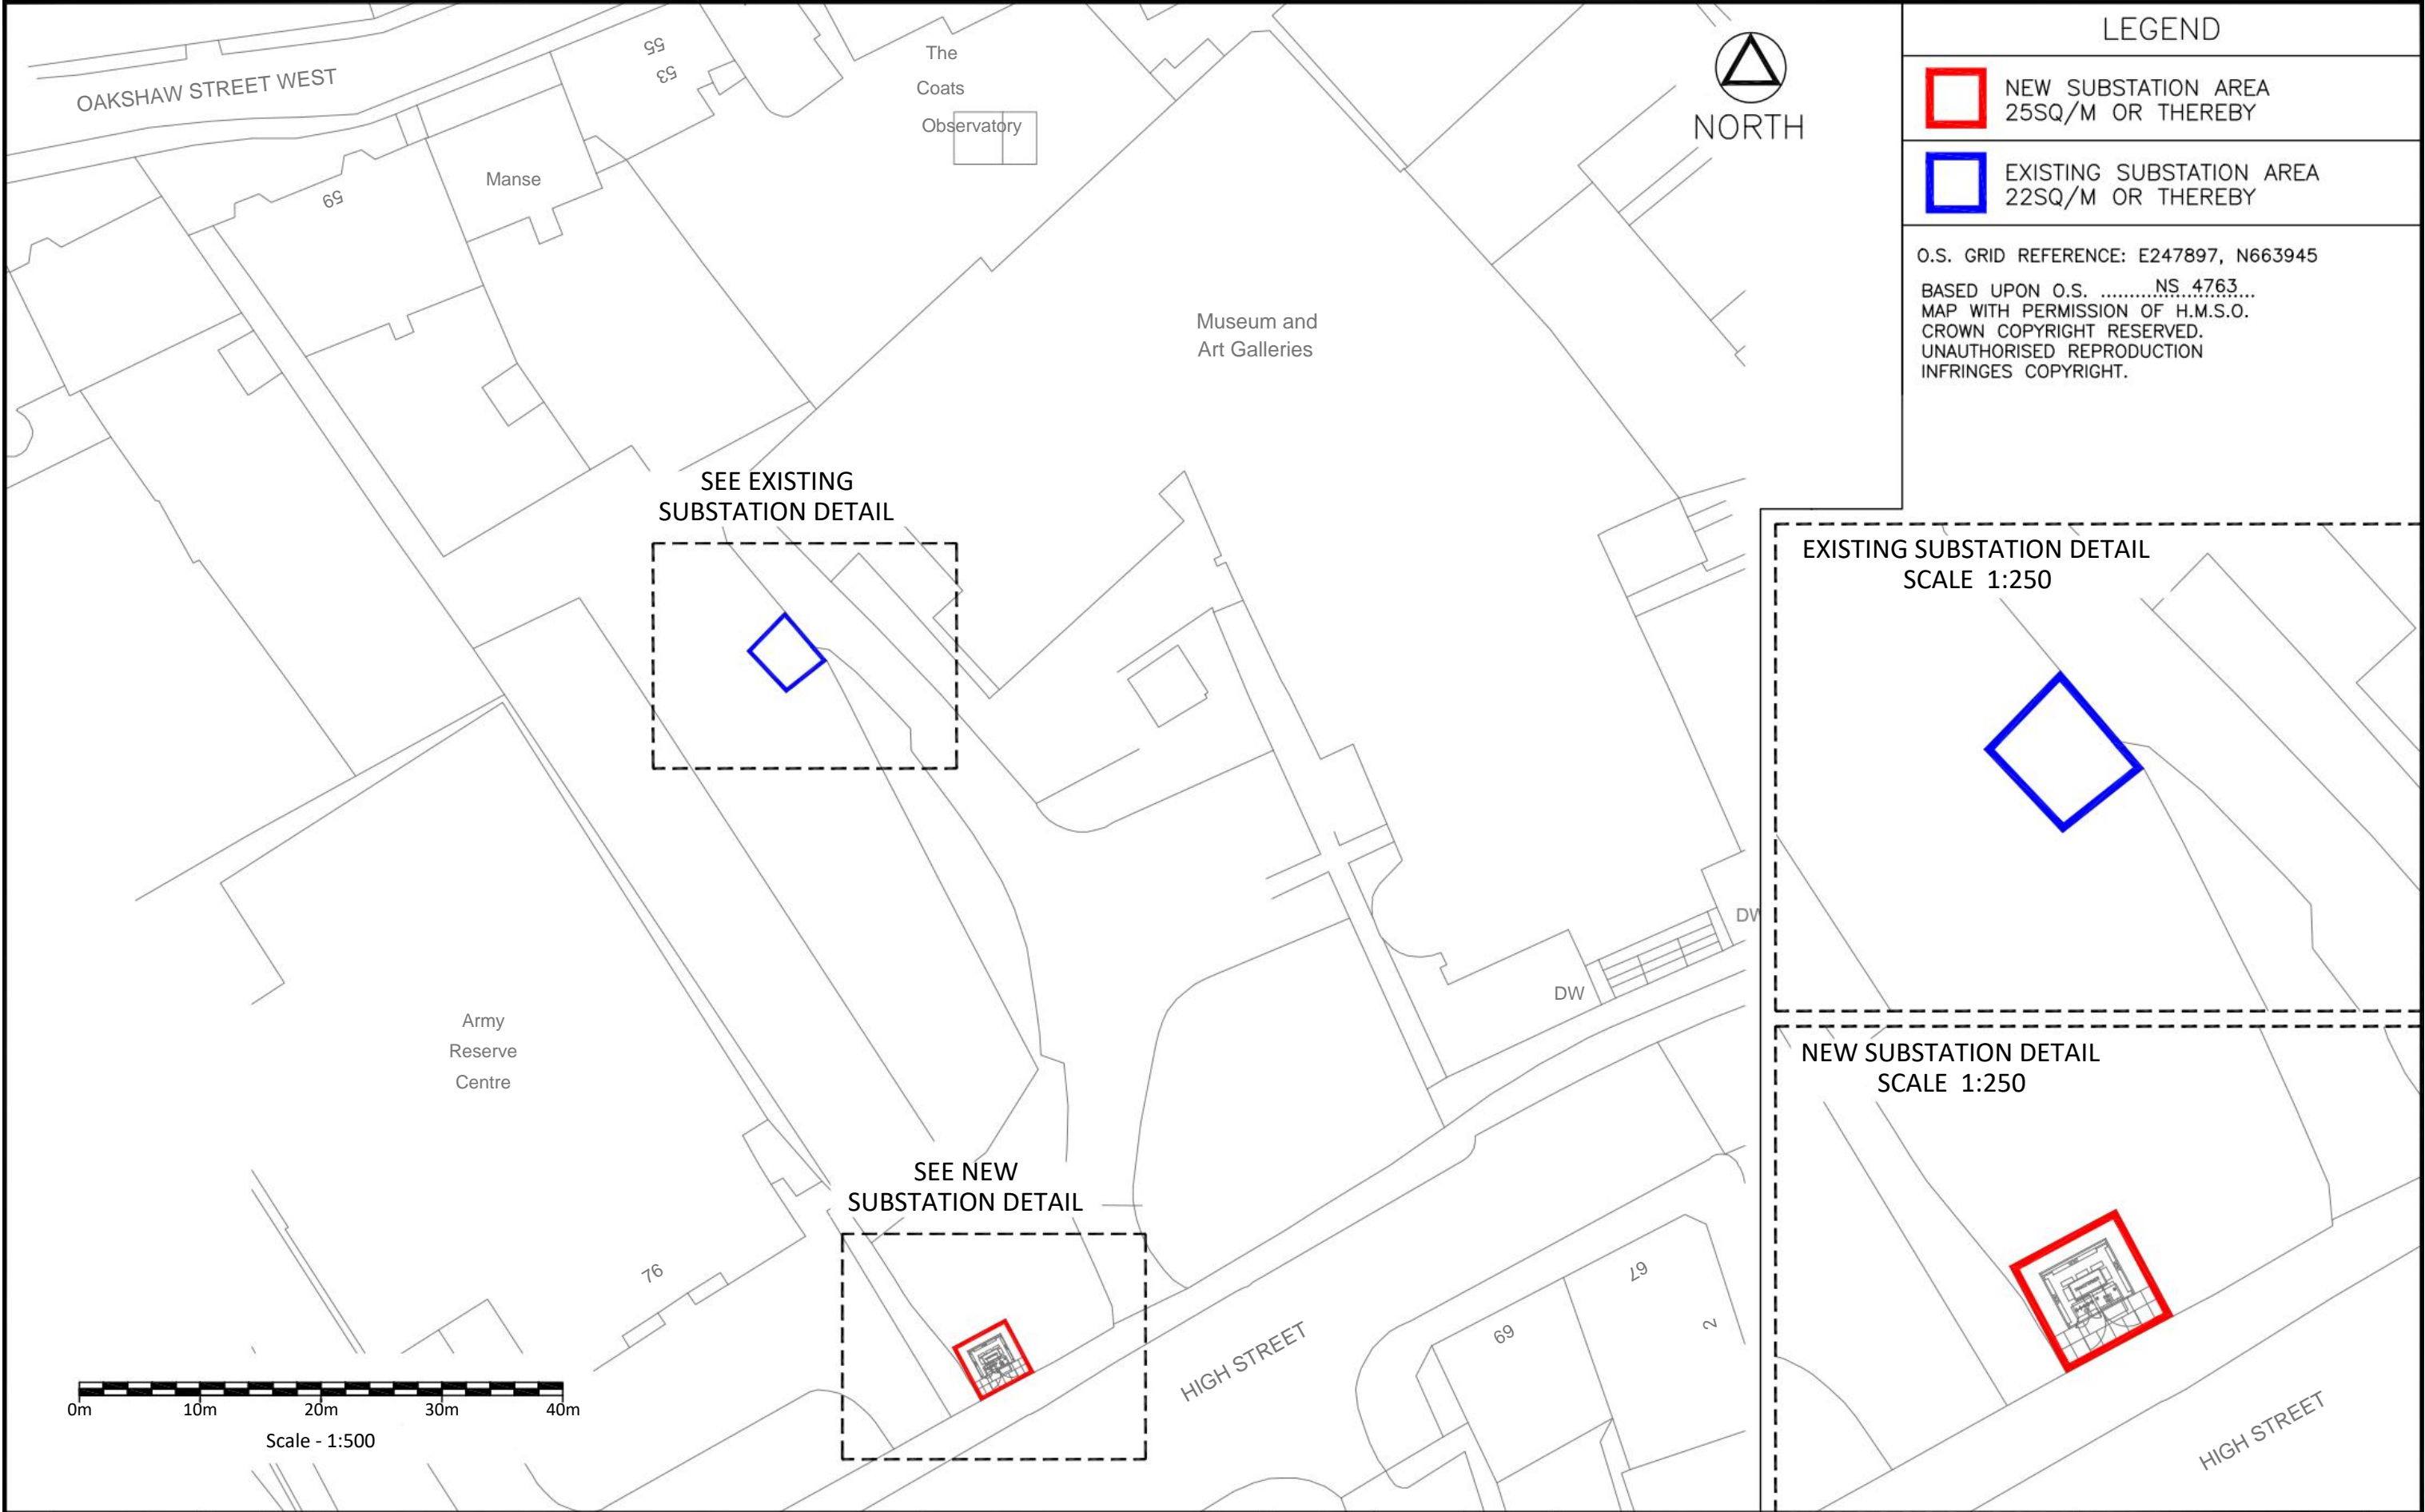 OAKSHAW STREET WEST
55
53
The
Coats
Observatory
Manse
59
Museum and
Art Galleries
NORTH
SEE EXISTING
SUBSTATION DETAIL
Army
Reserve
Centre
DW
DW
SEE NEW
SUBSTATION DETAIL
76
HIGH STREET
69
67
2
0m 10m 20m 30m 40m
Scale - 1:500
LEGEND
NEW SUBSTATION AREA
25SQ/M OR THEREBY
EXISTING SUBSTATION AREA
22SQ/M OR THEREBY
O.S. GRID REFERENCE: E247897, N663945
BASED UPON O.S. ..........NS 4763...
MAP WITH PERMISSION OF H.M.S.O.
CROWN COPYRIGHT RESERVED.
UNAUTHORISED REPRODUCTION
INFRINGES COPYRIGHT.
EXISTING SUBSTATION DETAIL
SCALE 1:250
NEW SUBSTATION DETAIL
SCALE 1:250
HIGH STREET